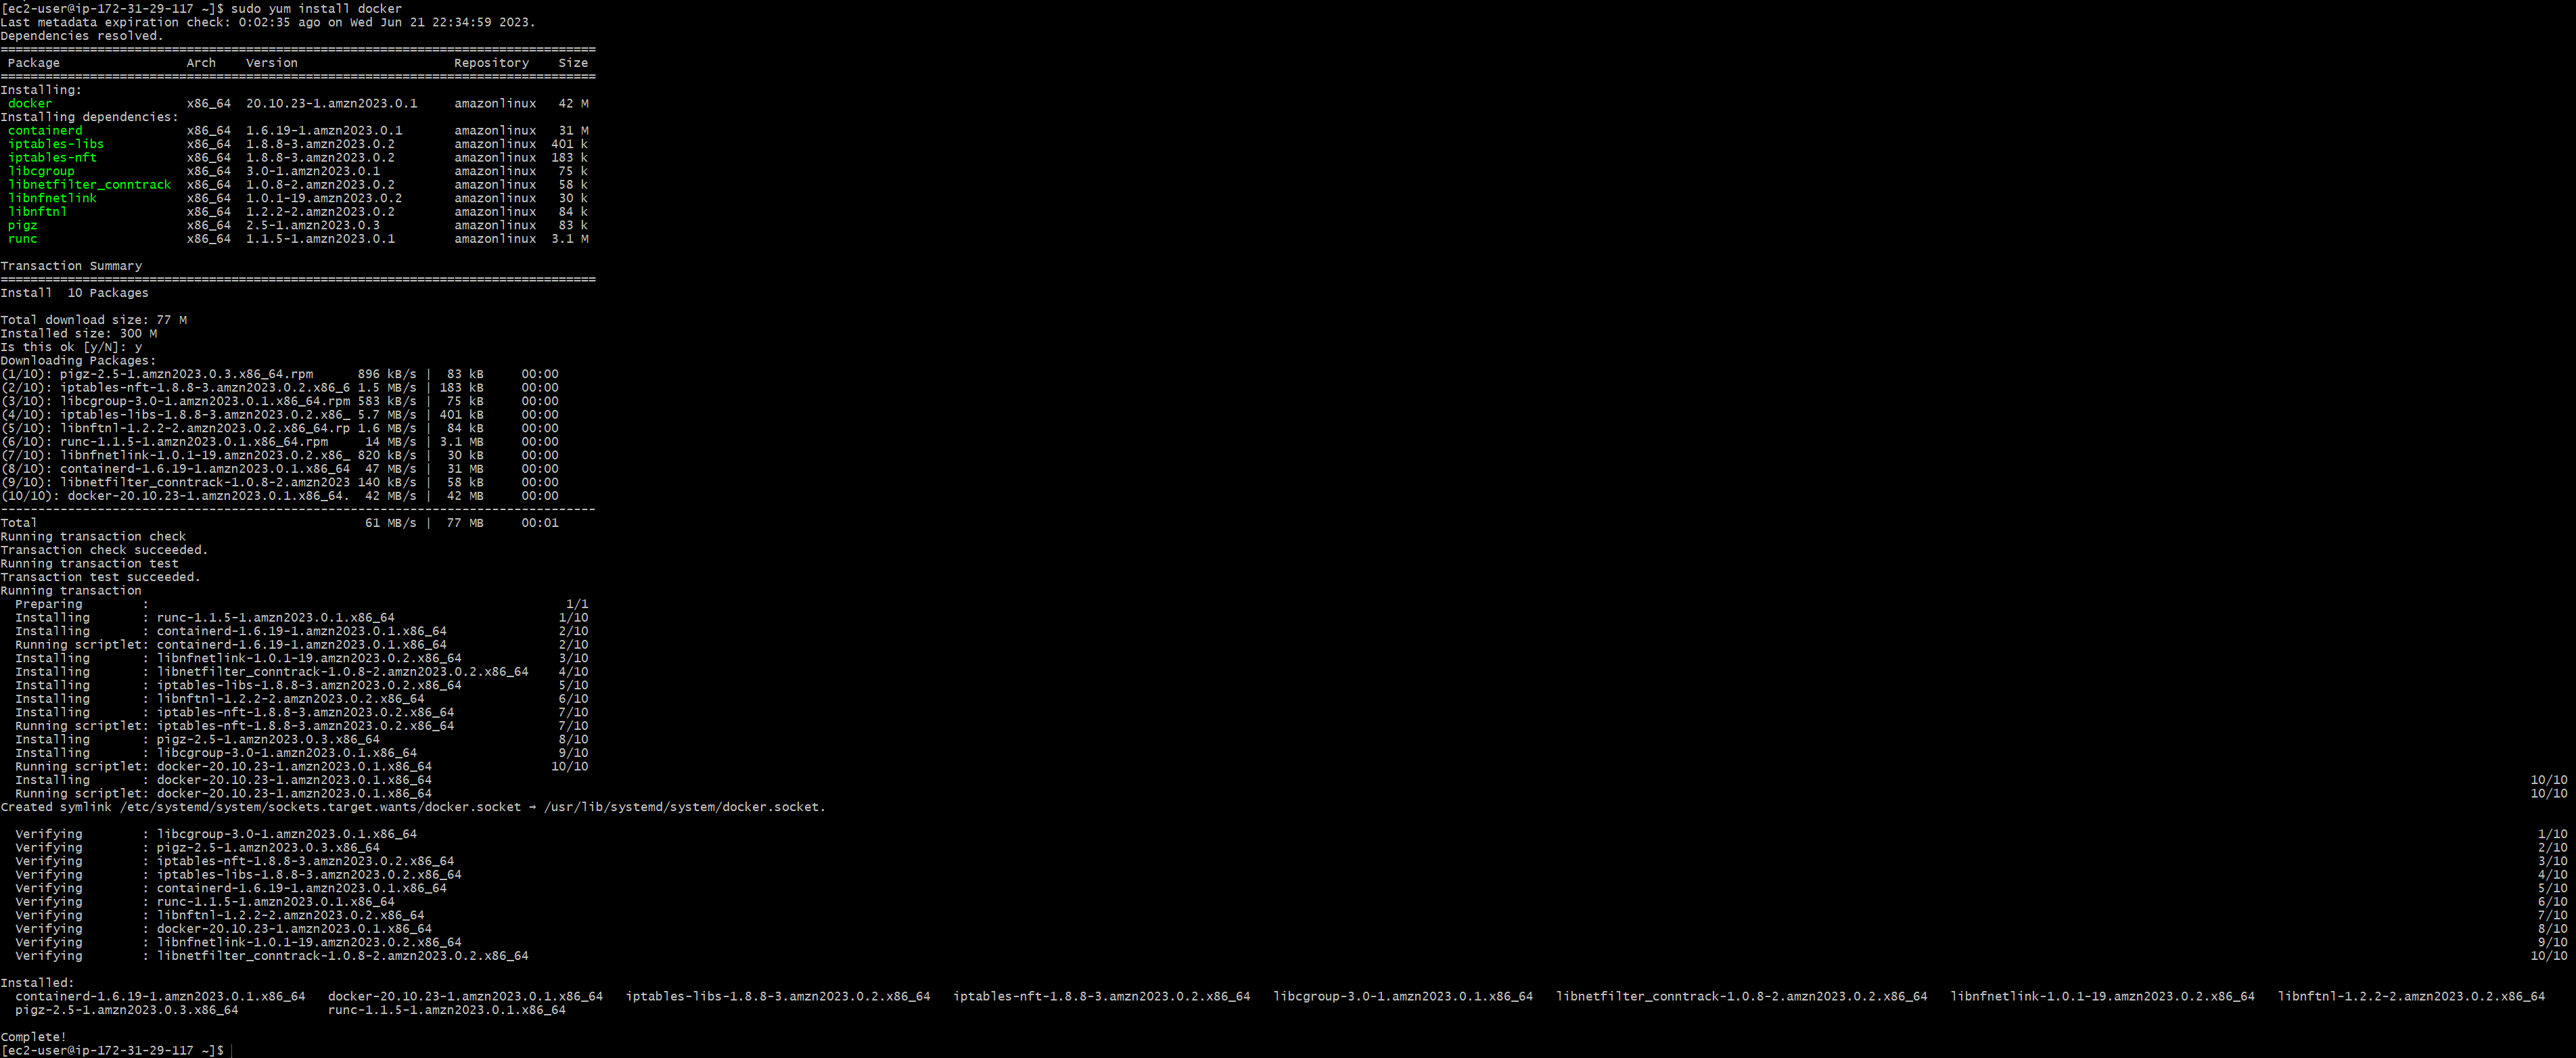 [ec2-user@ip-172-31-29-117 ~]$ sudo yum install docker
Last metadata expiration check: 0:02:35 ago on Wed Jun 21 22:34:59 2023.
Dependencies resolved.
================================================================================
 Package                Arch    Version                     Repository    Size
================================================================================
Installing:
 docker                 x86_64  20.10.23-1.amzn2023.0.1     amazonlinux   42 M
Installing dependencies:
 containerd             x86_64  1.6.19-1.amzn2023.0.1       amazonlinux   31 M
 iptables-libs          x86_64  1.8.8-3.amzn2023.0.2        amazonlinux  401 k
 iptables-nft           x86_64  1.8.8-3.amzn2023.0.2        amazonlinux  183 k
 libcgroup              x86_64  3.0-1.amzn2023.0.1          amazonlinux   75 k
 libnetfilter_conntrack x86_64  1.0.8-2.amzn2023.0.2        amazonlinux   58 k
 libnfnetlink           x86_64  1.0.1-19.amzn2023.0.2       amazonlinux   30 k
 libnftnl               x86_64  1.2.2-2.amzn2023.0.2        amazonlinux   84 k
 pigz                   x86_64  2.5-1.amzn2023.0.3          amazonlinux   83 k
 runc                   x86_64  1.1.5-1.amzn2023.0.1        amazonlinux  3.1 M
Transaction Summary
================================================================================
Install  10 Packages
Total download size: 77 M
Installed size: 300 M
Is this ok [y/N]: y
Downloading Packages:
(1/10): pigz-2.5-1.amzn2023.0.3.x86_64.rpm      896 kB/s |  83 kB     00:00
(2/10): iptables-nft-1.8.8-3.amzn2023.0.2.x86_6 1.5 MB/s | 183 kB     00:00
(3/10): libcgroup-3.0-1.amzn2023.0.1.x86_64.rpm 583 kB/s |  75 kB     00:00
(4/10): iptables-libs-1.8.8-3.amzn2023.0.2.x86_ 5.7 MB/s | 401 kB     00:00
(5/10): libnftnl-1.2.2-2.amzn2023.0.2.x86_64.rp 1.6 MB/s |  84 kB     00:00
(6/10): runc-1.1.5-1.amzn2023.0.1.x86_64.rpm     14 MB/s | 3.1 MB     00:00
(7/10): libnfnetlink-1.0.1-19.amzn2023.0.2.x86_ 820 kB/s |  30 kB     00:00
(8/10): containerd-1.6.19-1.amzn2023.0.1.x86_64  47 MB/s |  31 MB     00:00
(9/10): libnetfilter_conntrack-1.0.8-2.amzn2023 140 kB/s |  58 kB     00:00
(10/10): docker-20.10.23-1.amzn2023.0.1.x86_64.  42 MB/s |  42 MB     00:00
--------------------------------------------------------------------------------
Total                                            61 MB/s |  77 MB     00:01
Running transaction check
Transaction check succeeded.
Running transaction test
Transaction test succeeded.
Running transaction
  Preparing        :                                                        1/1
  Installing       : runc-1.1.5-1.amzn2023.0.1.x86_64                      1/10
  Installing       : containerd-1.6.19-1.amzn2023.0.1.x86_64               2/10
  Running scriptlet: containerd-1.6.19-1.amzn2023.0.1.x86_64               2/10
  Installing       : libnfnetlink-1.0.1-19.amzn2023.0.2.x86_64             3/10
  Installing       : libnetfilter_conntrack-1.0.8-2.amzn2023.0.2.x86_64    4/10
  Installing       : iptables-libs-1.8.8-3.amzn2023.0.2.x86_64             5/10
  Installing       : libnftnl-1.2.2-2.amzn2023.0.2.x86_64                  6/10
  Installing       : iptables-nft-1.8.8-3.amzn2023.0.2.x86_64              7/10
  Running scriptlet: iptables-nft-1.8.8-3.amzn2023.0.2.x86_64              7/10
  Installing       : pigz-2.5-1.amzn2023.0.3.x86_64                        8/10
  Installing       : libcgroup-3.0-1.amzn2023.0.1.x86_64                   9/10
  Running scriptlet: docker-20.10.23-1.amzn2023.0.1.x86_64                10/10
  Installing       : docker-20.10.23-1.amzn2023.0.1.x86_64                10/10
  Running scriptlet: docker-20.10.23-1.amzn2023.0.1.x86_64                10/10
Created symlink /etc/systemd/system/sockets.target.wants/docker.socket → /usr/lib/systemd/system/docker.socket.
  Verifying        : libcgroup-3.0-1.amzn2023.0.1.x86_64                   1/10
  Verifying        : pigz-2.5-1.amzn2023.0.3.x86_64                        2/10
  Verifying        : iptables-nft-1.8.8-3.amzn2023.0.2.x86_64              3/10
  Verifying        : iptables-libs-1.8.8-3.amzn2023.0.2.x86_64             4/10
  Verifying        : containerd-1.6.19-1.amzn2023.0.1.x86_64               5/10
  Verifying        : runc-1.1.5-1.amzn2023.0.1.x86_64                      6/10
  Verifying        : libnftnl-1.2.2-2.amzn2023.0.2.x86_64                  7/10
  Verifying        : docker-20.10.23-1.amzn2023.0.1.x86_64                 8/10
  Verifying        : libnfnetlink-1.0.1-19.amzn2023.0.2.x86_64             9/10
  Verifying        : libnetfilter_conntrack-1.0.8-2.amzn2023.0.2.x86_64   10/10
Installed:
  containerd-1.6.19-1.amzn2023.0.1.x86_64   docker-20.10.23-1.amzn2023.0.1.x86_64   iptables-libs-1.8.8-3.amzn2023.0.2.x86_64   iptables-nft-1.8.8-3.amzn2023.0.2.x86_64   libcgroup-3.0-1.amzn2023.0.1.x86_64   libnetfilter_conntrack-1.0.8-2.amzn2023.0.2.x86_64   libnfnetlink-1.0.1-19.amzn2023.0.2.x86_64   libnftnl-1.2.2-2.amzn2023.0.2.x86_64
  pigz-2.5-1.amzn2023.0.3.x86_64            runc-1.1.5-1.amzn2023.0.1.x86_64
Complete!
[ec2-user@ip-172-31-29-117 ~]$